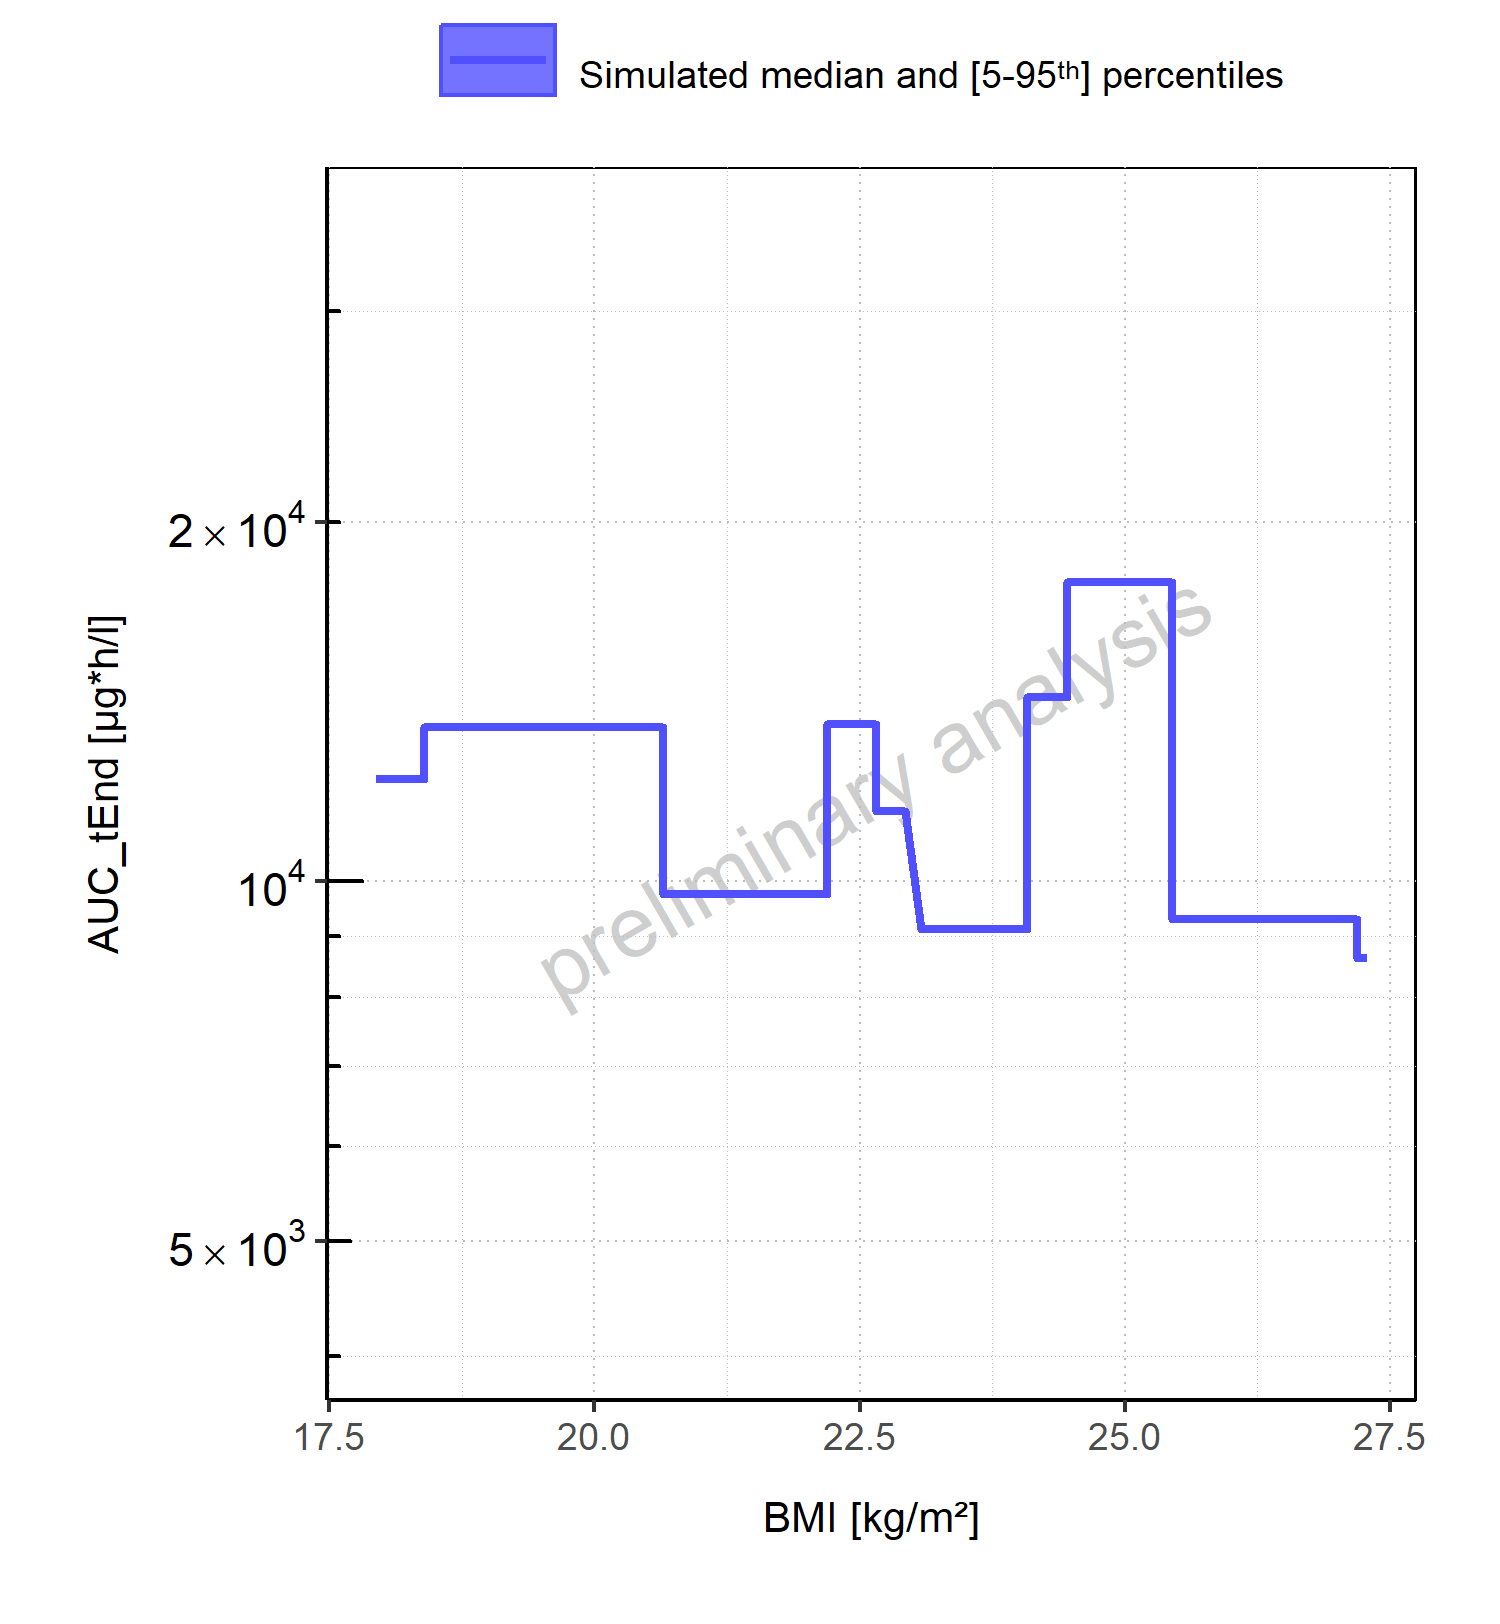 Simulated median and [5-95ᵗʰ] percentiles
2 × 10⁴
10⁴
5 × 10³
AUC_tEnd [µg*h/l]
preliminary analysis
17.5 20.0 22.5 25.0 27.5
BMI [kg/m²]